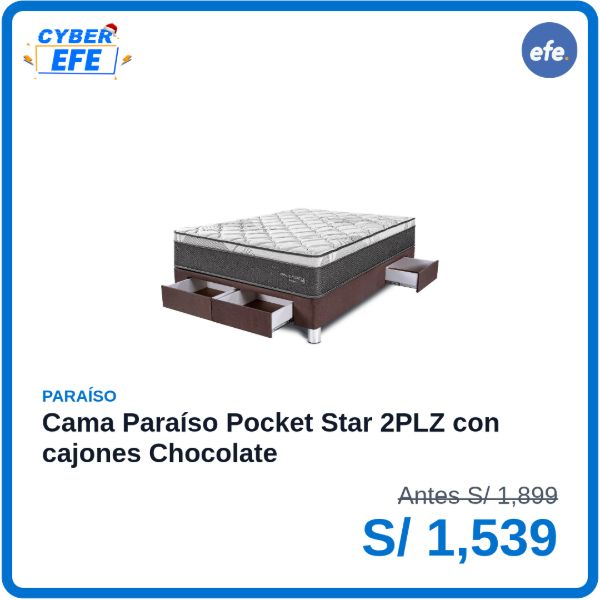 CYBER
EFE
efe.
PARAÍSO
Cama Paraíso Pocket Star 2PLZ con
cajones Chocolate
Antes S/ 1,899
S/ 1,539